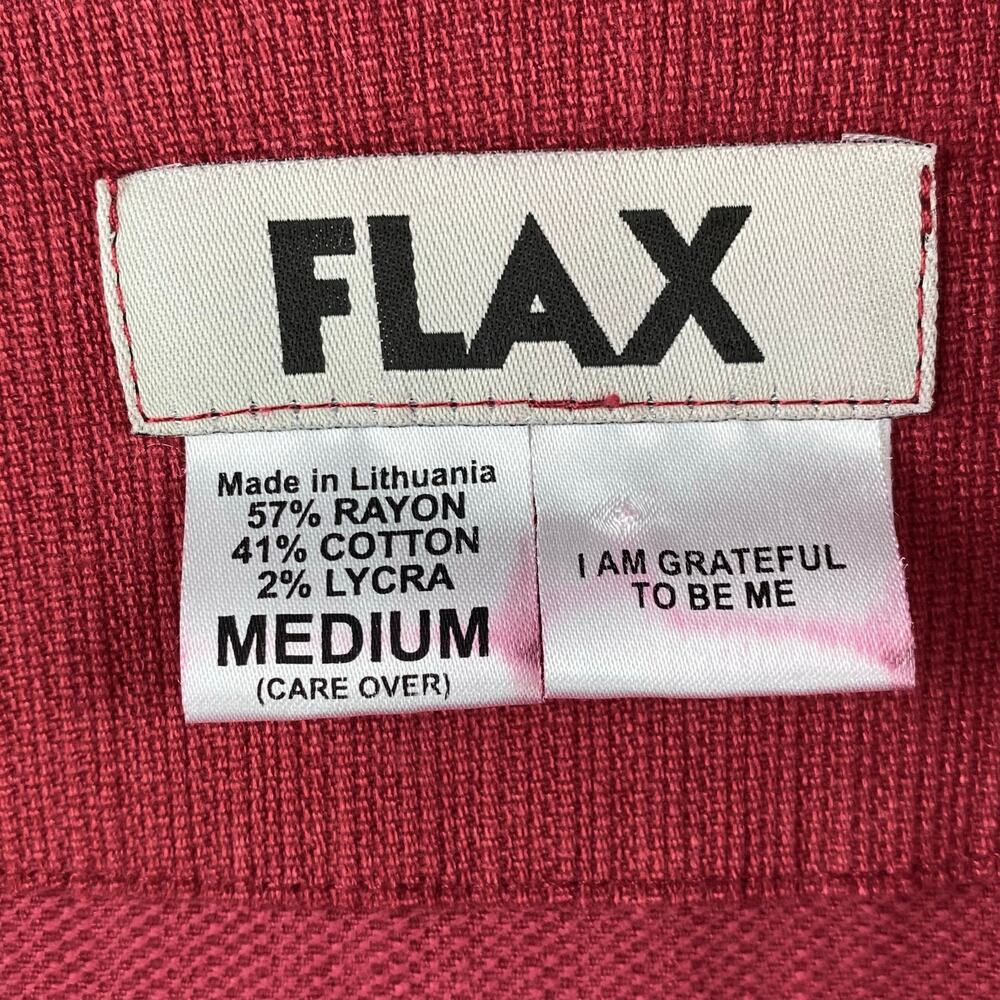 FLAX
Made in Lithuania
57% RAYON
41% COTTON
2% LYCRA
MEDIUM
(CARE OVER)
I AM GRATEFUL
TO BE ME